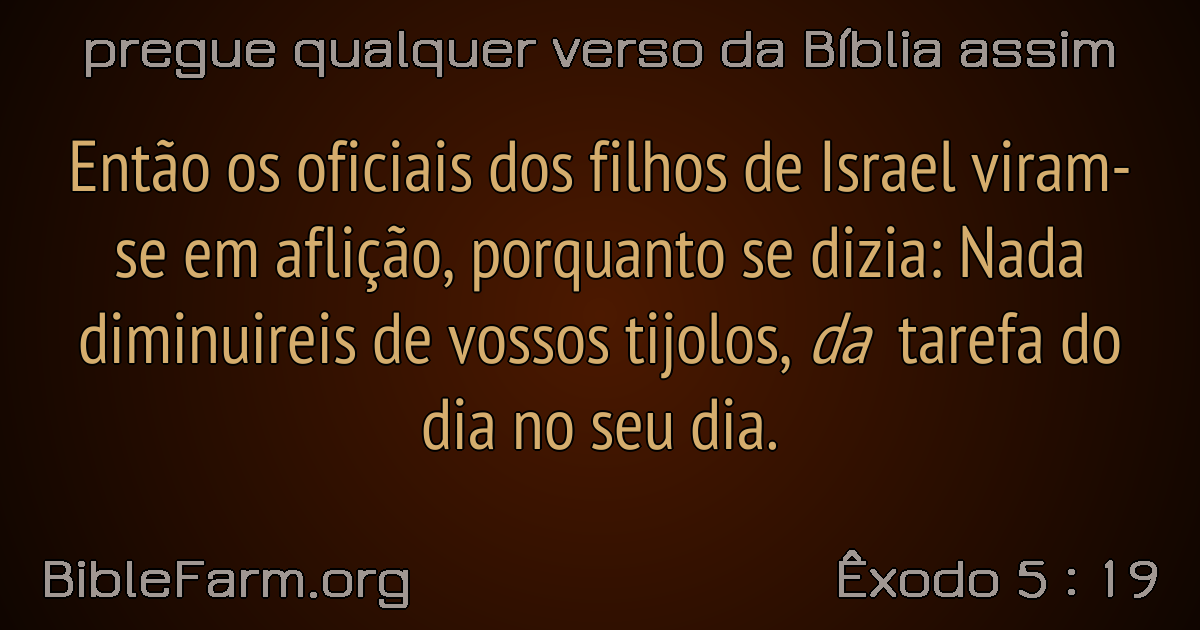 pregue qualquer verso da Bíblia assim
Então os oficiais dos filhos de Israel viram-
se em aflição, porquanto se dizia: Nada
diminuireis de vossos tijolos, da tarefa do
dia no seu dia.
BibleFarm.org
Êxodo 5 : 19